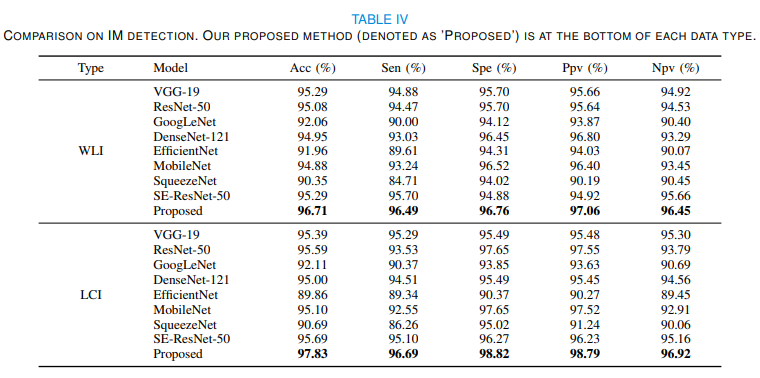 TABLE IV
COMPARISON ON IM DETECTION. OUR PROPOSED METHOD (DENOTED AS 'PROPOSED') IS AT THE BOTTOM OF EACH DATA TYPE.
Type Model Acc (%) Sen (%) Spe (%) Ppv (%) Npv (%)
VGG-19 95.29 94.88 95.70 95.66 94.92
ResNet-50 95.08 94.47 95.70 95.64 94.53
GoogLeNet 92.06 90.00 94.12 93.87 90.40
DenseNet-121 94.95 93.03 96.45 96.80 93.29
WLI EfficientNet 91.96 89.61 94.31 94.03 90.07
MobileNet 94.88 93.24 96.52 96.40 93.45
SqueezeNet 90.35 84.71 94.02 90.19 90.45
SE-ResNet-50 95.29 95.70 94.88 94.92 95.66
Proposed 96.71 96.49 96.76 97.06 96.45
VGG-19 95.39 95.29 95.49 95.48 95.30
ResNet-50 95.59 93.53 97.65 97.55 93.79
GoogLeNet 92.11 90.37 93.85 93.63 90.69
DenseNet-121 95.00 94.51 95.49 95.45 94.56
LCI EfficientNet 89.86 89.34 90.37 90.27 89.45
MobileNet 95.10 92.55 97.65 97.52 92.91
SqueezeNet 90.69 86.26 95.02 91.24 90.06
SE-ResNet-50 95.69 95.10 96.27 96.23 95.16
Proposed 97.83 96.69 98.82 98.79 96.92